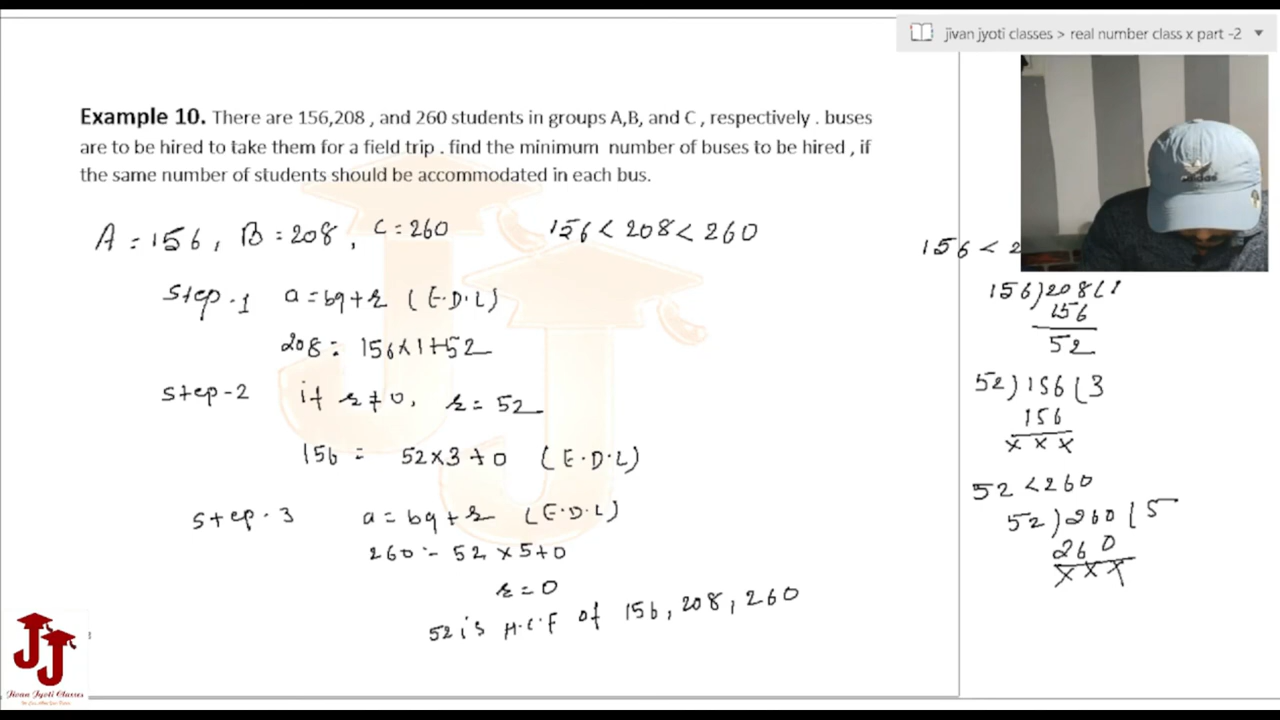 jivan jyoti classes > real number class x part -2
Example 10. There are 156,208 , and 260 students in groups A,B, and C , respectively . buses
are to be hired to take them for a field trip . find the minimum number of buses to be hired , if
the same number of students should be accommodated in each bus.
A = 156, B = 208, C = 260 156 < 208 < 260
Step-1 a = bq + r (E.D.L)
208 = 156 x 1 + 52
Step-2 if r ≠ 0, r = 52
156 = 52 x 3 + 0 (E.D.L)
Step-3 a = bq + r (E.D.L)
260 = 52 x 5 + 0
r = 0
52 is H.C.F of 156, 208, 260
156 < 2
156 ) 208 ( 1
156
52
52 ) 156 ( 3
156
x x x
52 < 260
52 ) 260 ( 5
260
x x x
JJ
Jivan Jyoti Classes